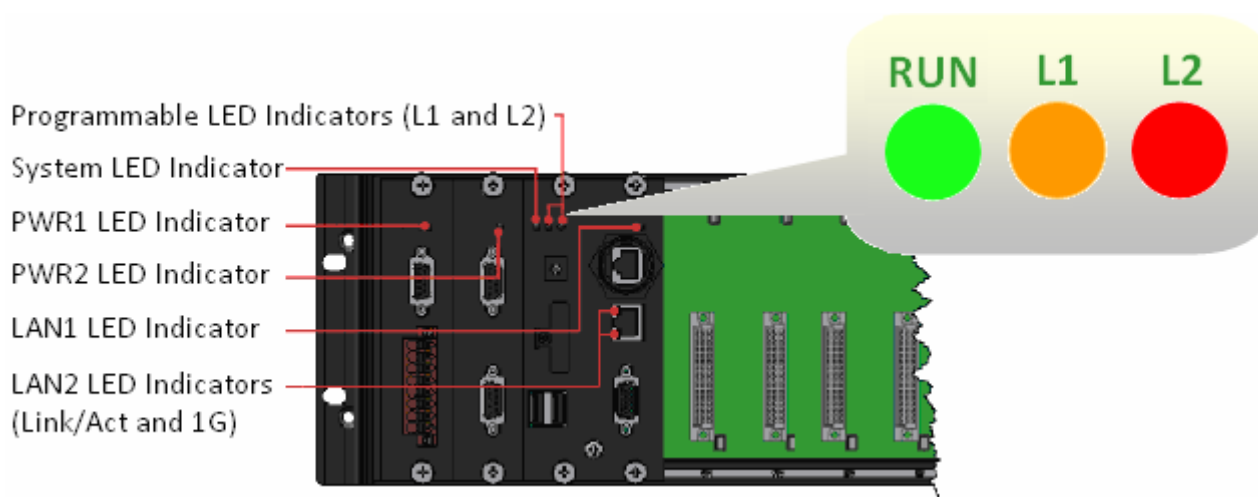 RUN L1 L2
Programmable LED Indicators (L1 and L2)
System LED Indicator
PWR1 LED Indicator
PWR2 LED Indicator
LAN1 LED Indicator
LAN2 LED Indicators
(Link/Act and 1G)